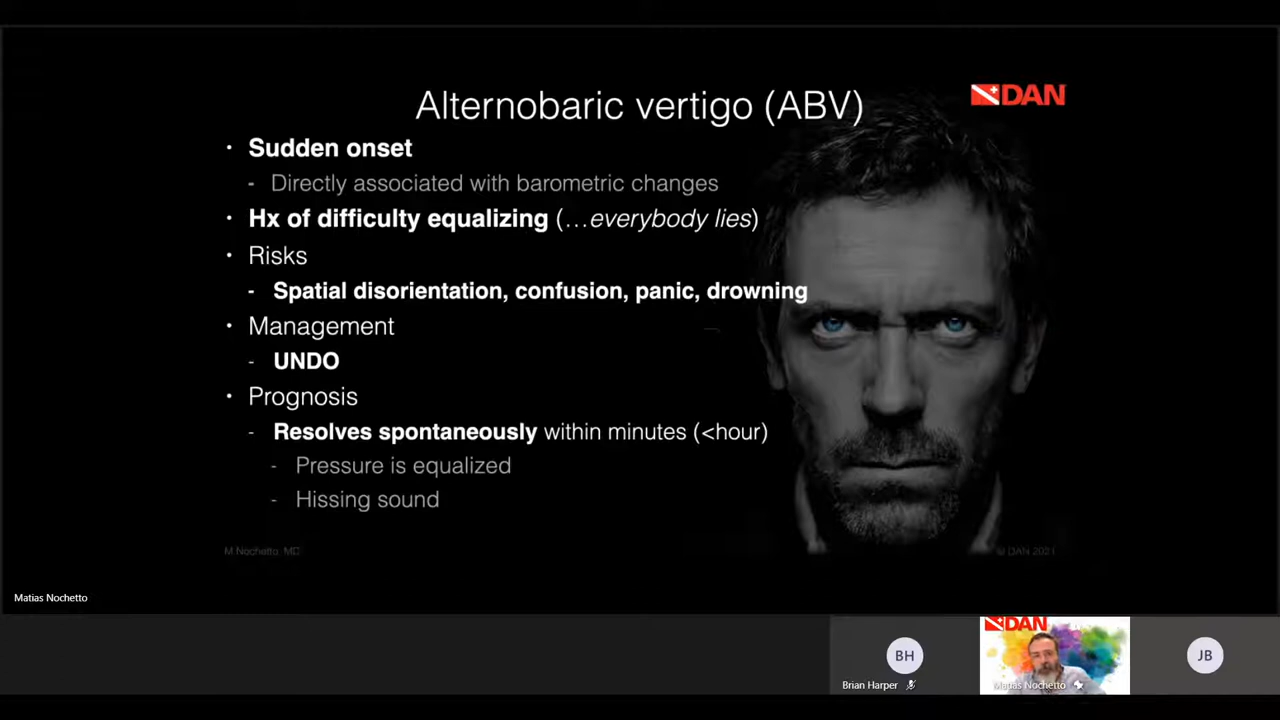 DAN
Alternobaric vertigo (ABV)
• Sudden onset
- Directly associated with barometric changes
• Hx of difficulty equalizing (…everybody lies)
• Risks
- Spatial disorientation, confusion, panic, drowning
• Management
- UNDO
• Prognosis
- Resolves spontaneously within minutes (<hour)
- Pressure is equalized
- Hissing sound
M.Nochetto, MD
© DAN 2021
Matias Nochetto
BH
Brian Harper
DAN
Matias Nochetto
JB